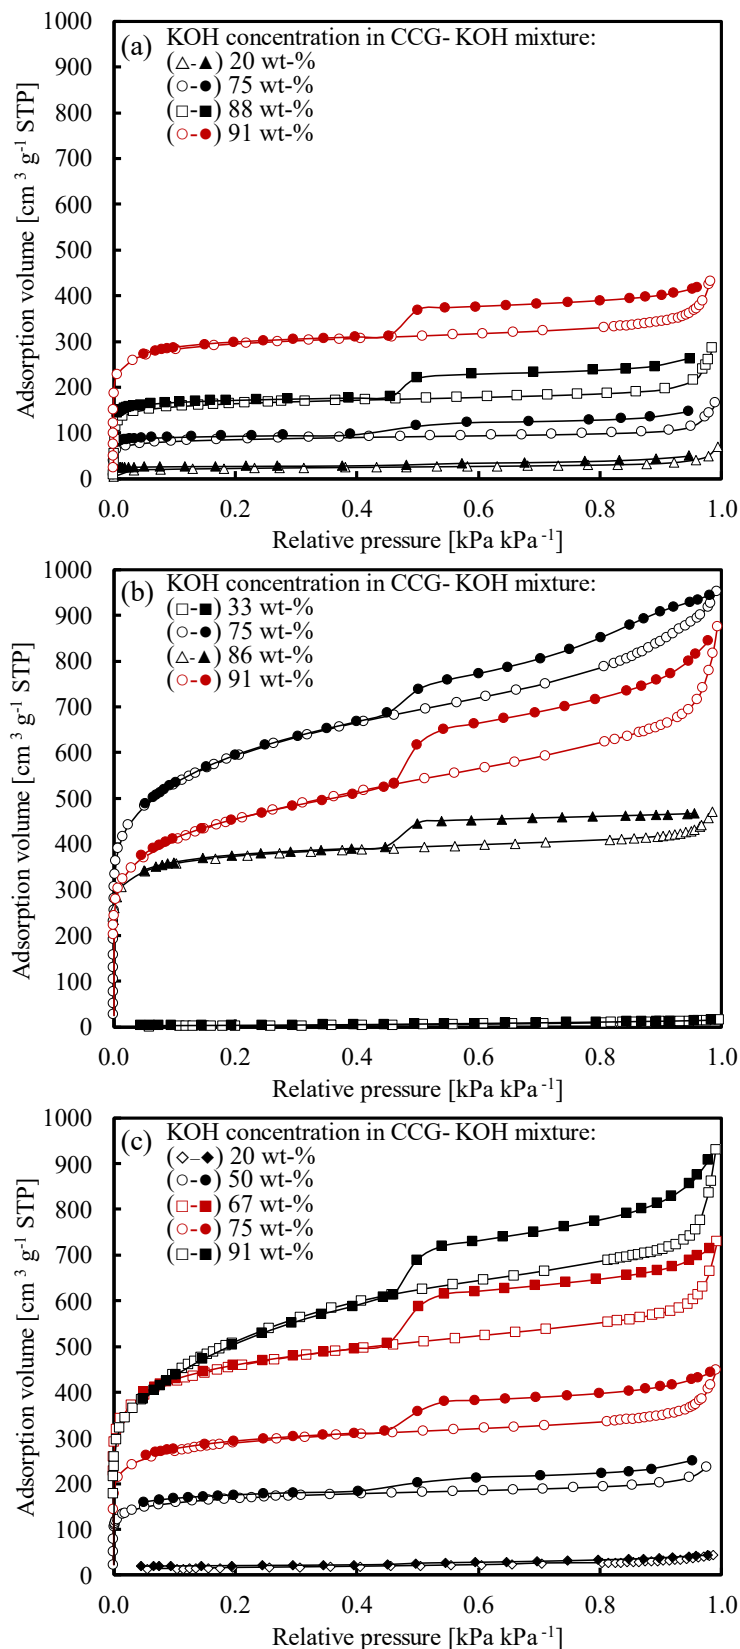 1000
(a) KOH concentration in CCG-KOH mixture:
900
(△-▲) 20 wt-%
800
(○-●) 75 wt-%
(□-■) 88 wt-%
700
(○-●) 91 wt-%
600
500
400
300
200
100
0
Adsorption volume [cm ³ g⁻¹ STP]
0.0 0.2 0.4 0.6 0.8 1.0
Relative pressure [kPa kPa⁻¹]
1000
(b) KOH concentration in CCG-KOH mixture:
(□-■) 33 wt-%
900
(○-●) 75 wt-%
800
(△-▲) 86 wt-%
(○-●) 91 wt-%
700
600
500
400
300
200
100
0
Adsorption volume [cm ³ g⁻¹ STP]
0.0 0.2 0.4 0.6 0.8 1.0
Relative pressure [kPa kPa⁻¹]
1000
(c) KOH concentration in CCG-KOH mixture:
(◇–◆) 20 wt-%
900
(○-●) 50 wt-%
800
(□-■) 67 wt-%
(○-●) 75 wt-%
700
(□-■) 91 wt-%
600
500
400
300
200
100
0
Adsorption volume [cm ³ g⁻¹ STP]
0.0 0.2 0.4 0.6 0.8 1.0
Relative pressure [kPa kPa⁻¹]